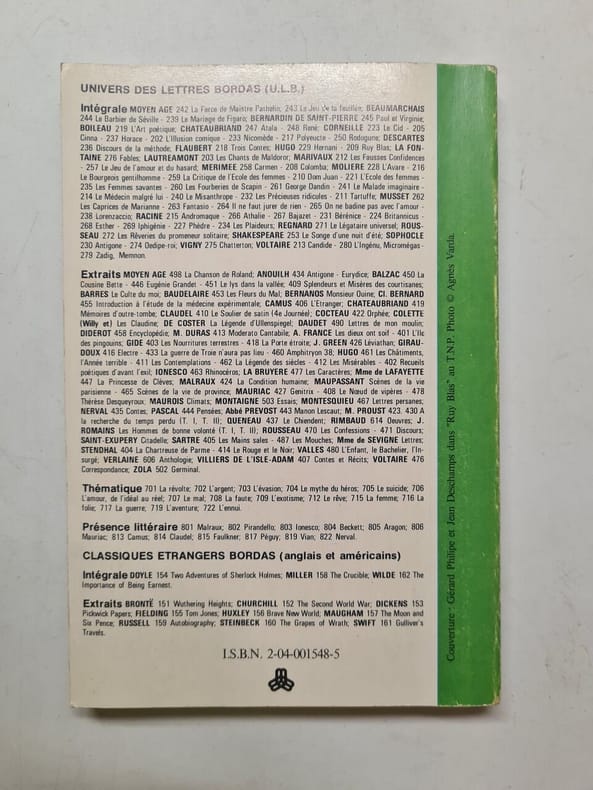 UNIVERS DES LETTRES BORDAS (U.L.B.)
Intégrale MOYEN AGE 242 La Farce de Maistre Pathelin; 243 Le Jeu de la feuillée; BEAUMARCHAIS
244 Le Barbier de Séville - 239 Le Mariage de Figaro; BERNARDIN DE SAINT-PIERRE 245 Paul et Virginie;
BOILEAU 219 L'Art poétique; CHATEAUBRIAND 247 Atala - 248 René; CORNEILLE 223 Le Cid - 205
Cinna - 237 Horace - 202 L'Illusion comique - 233 Nicomède - 217 Polyeucte - 250 Rodogune; DESCARTES
236 Discours de la méthode; FLAUBERT 218 Trois Contes; HUGO 229 Hernani - 209 Ruy Blas; LA FON-
TAINE 276 Fables; LAUTREAMONT 203 Les Chants de Maldoror; MARIVAUX 212 Les Fausses Confidences
- 257 Le Jeu de l'amour et du hasard; MERIMEE 258 Carmen - 208 Colomba; MOLIERE 228 L'Avare - 216
Le Bourgeois gentilhomme - 259 La Critique de l'Ecole des femmes - 210 Dom Juan - 221 L'Ecole des femmes -
235 Les Femmes savantes - 260 Les Fourberies de Scapin - 261 George Dandin - 241 Le Malade imaginaire -
214 Le Médecin malgré lui - 240 Le Misanthrope - 232 Les Précieuses ridicules - 211 Tartuffe; MUSSET 262
Les Caprices de Marianne - 263 Fantasio - 264 Il ne faut jurer de rien - 265 On ne badine pas avec l'amour -
238 Lorenzaccio; RACINE 215 Andromaque - 266 Athalie - 267 Bajazet - 231 Bérénice - 224 Britannicus -
268 Esther - 269 Iphigénie - 227 Phèdre - 234 Les Plaideurs; REGNARD 271 Le Légataire universel; ROUS-
SEAU 272 Les Rêveries du promeneur solitaire; SHAKESPEARE 253 Le Songe d'une nuit d'été; SOPHOCLE
230 Antigone - 274 Oedipe-roi; VIGNY 275 Chatterton; VOLTAIRE 213 Candide - 280 L'Ingénu, Micromégas-
279 Zadig, Memnon.
Extraits MOYEN AGE 498 La Chanson de Roland; ANOUILH 434 Antigone - Eurydice; BALZAC 450 La
Cousine Bette - 446 Eugénie Grandet - 451 Le lys dans la vallée; 409 Splendeurs et Misères des courtisanes;
BARRES Le Culte du moi; BAUDELAIRE 453 Les Fleurs du Mal; BERNANOS Monsieur Ouine; Cl. BERNARD
455 Introduction à l'étude de la médecine expérimentale; CAMUS 406 L'Etranger; CHATEAUBRIAND 419
Mémoires d'outre-tombe; CLAUDEL 410 Le Soulier de satin (4e Journée); COCTEAU 422 Orphée; COLETTE
(Willy et) Les Claudine; DE COSTER La Légende d'Ulenspiegel; DAUDET 490 Lettres de mon moulin;
DIDEROT 458 Encyclopédie; M. DURAS 413 Moderato Cantabile; A. FRANCE Les dieux ont soif - 401 L'Ile
des pingouins; GIDE 403 Les Nourritures terrestres - 418 La Porte étroite; J. GREEN 426 Léviathan; GIRAU-
DOUX 416 Electre - 433 La guerre de Troie n'aura pas lieu - 460 Amphitryon 38; HUGO 461 Les Châtiments,
l'Année terrible - 411 Les Contemplations - 462 La Légende des siècles - 412 Les Misérables - 402 Recueils
poétiques d'avant l'exil; IONESCO 463 Rhinocéros; LA BRUYERE 477 Les Caractères; Mme de LAFAYETTE
447 La Princesse de Clèves; MALRAUX 424 La Condition humaine; MAUPASSANT Scènes de la vie
parisienne - 465 Scènes de la vie de province; MAURIAC 427 Genitrix - 408 Le Nœud de vipères - 478
Thérèse Desqueyroux; MAUROIS Climats; MONTAIGNE 503 Essais; MONTESQUIEU 467 Lettres persanes;
NERVAL 435 Contes; PASCAL 444 Pensées; Abbé PREVOST 443 Manon Lescaut; M. PROUST 423. 430 A
la recherche du temps perdu (T. I, T. II); QUENEAU 437 Le Chiendent; RIMBAUD 614 Oeuvres; J.
ROMAINS Les Hommes de bonne volonté (T. I, T. II); ROUSSEAU 470 Les Confessions - 471 Discours;
SAINT-EXUPERY Citadelle; SARTRE 405 Les Mains sales - 487 Les Mouches; Mme de SEVIGNE Lettres;
STENDHAL 404 La Chartreuse de Parme - 414 Le Rouge et le Noir; VALLES 480 L'Enfant, le Bachelier, l'In-
surgé; VERLAINE 606 Anthologie; VILLIERS DE L'ISLE-ADAM 407 Contes et Récits; VOLTAIRE 476
Correspondance; ZOLA 502 Germinal.
Thématique 701 La révolte; 702 L'argent; 703 L'évasion; 704 Le mythe du héros; 705 Le suicide; 706
L'amour, de l'idéal au réel; 707 Le mal; 708 La faute; 709 L'exotisme; 712 Le rêve; 715 La femme; 716 La
folie; 717 La guerre, 719 L'aventure; 722 L'ennui.
Présence littéraire 801 Malraux; 802 Pirandello; 803 Ionesco; 804 Beckett; 805 Aragon; 806
Mauriac; 813 Camus; 814 Claudel; 815 Faulkner; 817 Péguy; 819 Vian; 822 Nerval.
CLASSIQUES ETRANGERS BORDAS (anglais et américains)
Intégrale DOYLE 154 Two Adventures of Sherlock Holmes; MILLER 158 The Crucible; WILDE 162 The
Importance of Being Earnest.
Extraits BRONTË 151 Wuthering Heights; CHURCHILL 152 The Second World War; DICKENS 153
Pickwick Papers; FIELDING 155 Tom Jones; HUXLEY 156 Brave New World; MAUGHAM 157 The Moon and
Six Pence; RUSSELL 159 Autobiography; STEINBECK 160 The Grapes of Wrath; SWIFT 161 Gulliver's
Travels.
I.S.B.N. 2-04-001548-5
Couverture : Gérard Philipe et Jean Deschamps dans "Ruy Blas" au T.N.P. Photo © Agnès Varda.